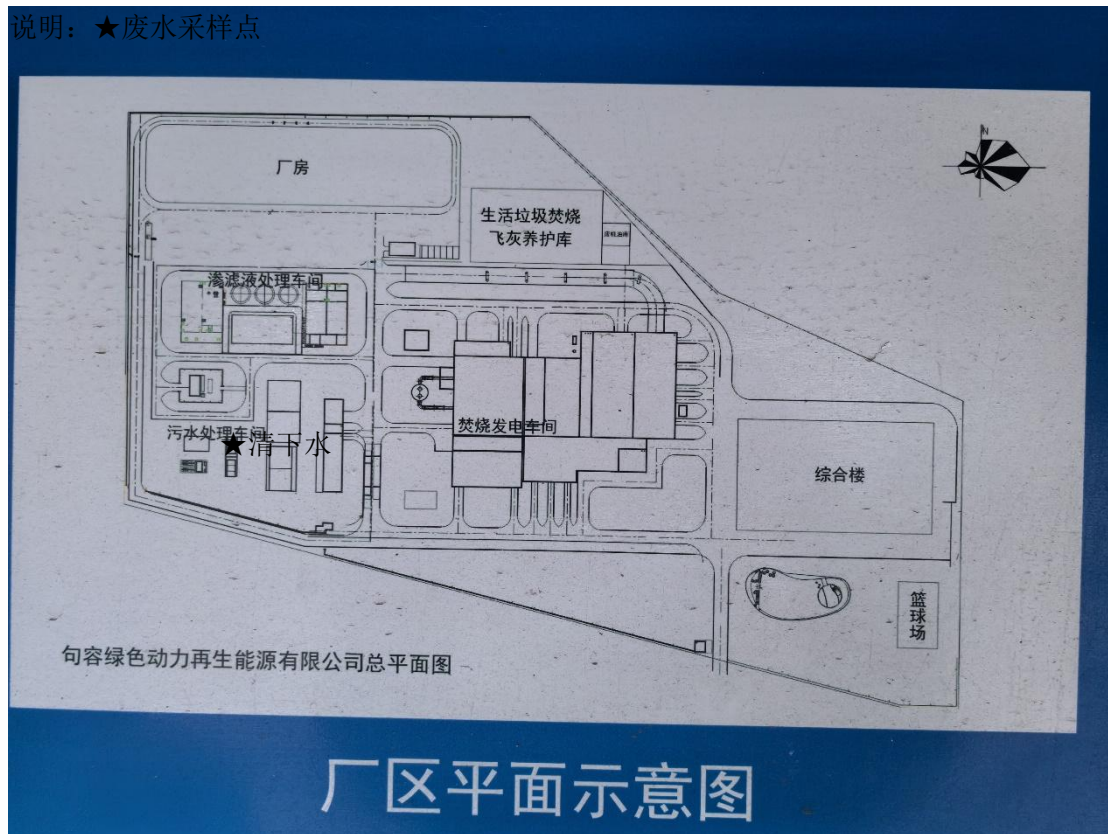 说明：★废水采样点
N
厂房
生活垃圾焚烧
飞灰养护库
渗滤液处理车间
焚烧发电车间
污水处理车间
★清下水
综合楼
篮球场
句容绿色动力再生能源有限公司总平面图
厂区平面示意图